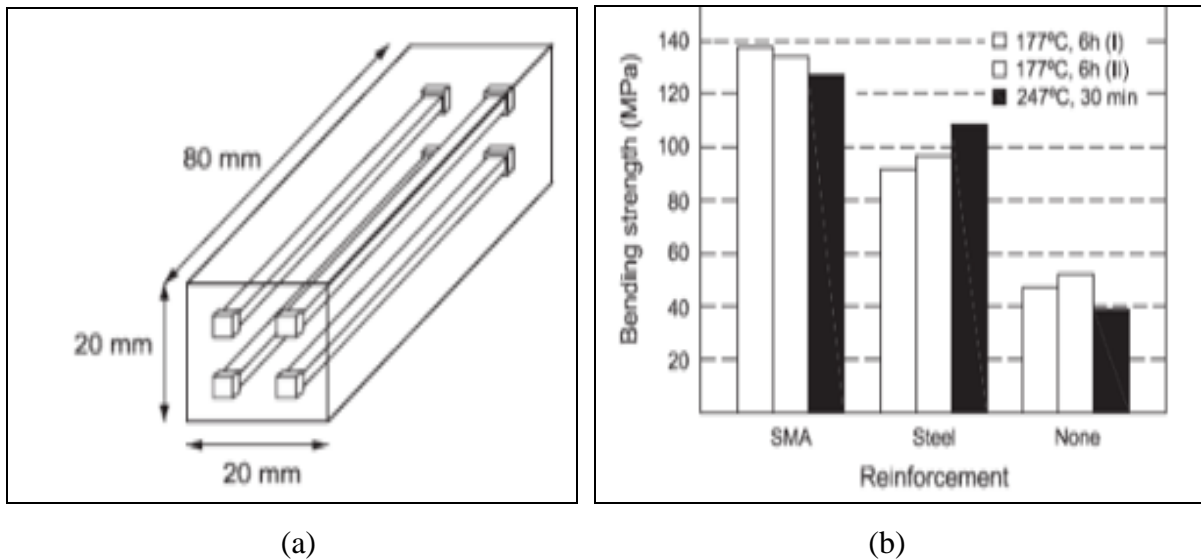 80 mm
20 mm
20 mm
(a)
Bending strength (MPa)
140
120
100
80
60
40
20
177ºC, 6h (I)
177ºC, 6h (II)
247ºC, 30 min
SMA
Steel
None
Reinforcement
(b)